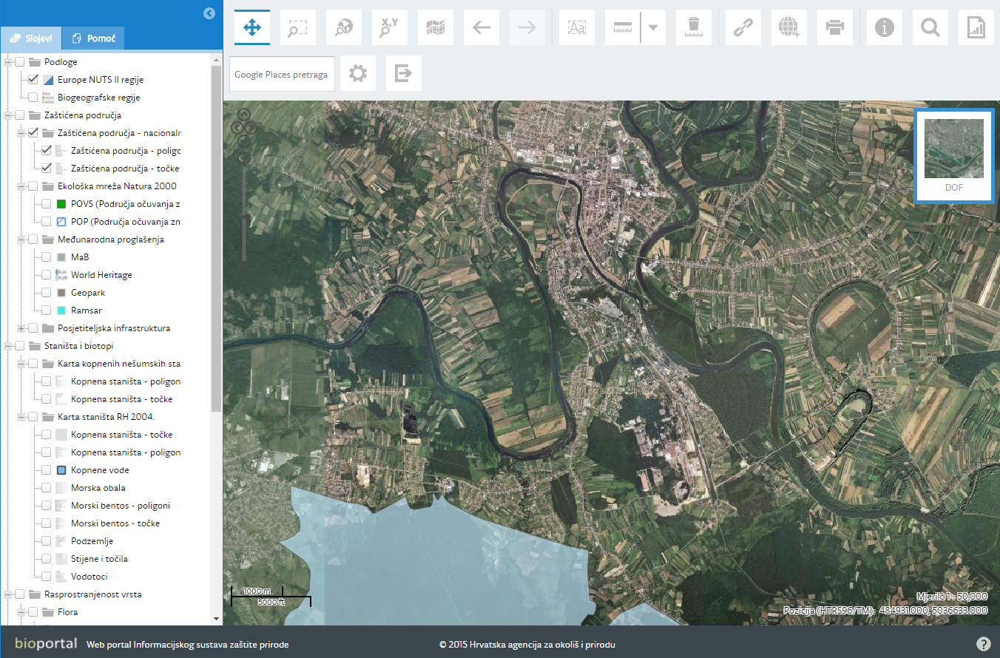 Slojevi
Pomoć
X,Y
Aa
Google Places pretraga
Podloge
Europe NUTS II regije
Biogeografske regije
Zaštićena područja
Zaštićena područja - nacionalr
Zaštićena područja - poligc
Zaštićena područja - točke
Ekološka mreža Natura 2000
POVS (Područja očuvanja z
POP (Područja očuvanja zn
Međunarodna proglašenja
MaB
World Heritage
Geopark
Ramsar
Posjetiteljska infrastruktura
Staništa i biotopi
Karta kopnenih nešumskih sta
Kopnena staništa - poligon
Kopnena staništa - točke
Karta staništa RH 2004.
Kopnena staništa - točke
Kopnena staništa - poligon
Kopnene vode
Morska obala
Morski bentos - poligoni
Morski bentos - točke
Podzemlje
Stijene i točila
Vodotoci
Rasprostranjenost vrsta
Flora
DOF
1000 m
5000 ft
Mjerilo 1 : 50,000
Pozicija (HTRS96/TM): 484931.000, 5036633.000
bioportal Web portal Informacijskog sustava zaštite prirode © 2015 Hrvatska agencija za okoliš i prirodu ?